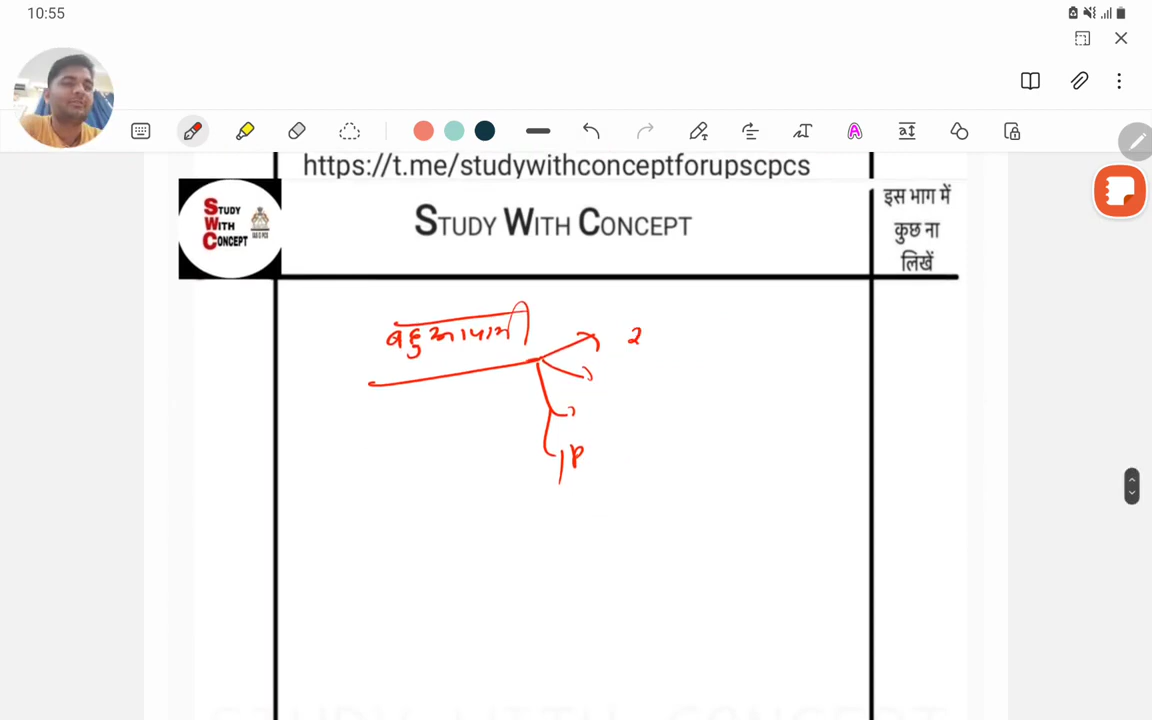 10:55
https://t.me/studywithconceptforupscpcs
STUDY
WITH
CONCEPT
STUDY WITH CONCEPT
इस भाग में
कुछ ना
लिखें
बहुआयामी
2